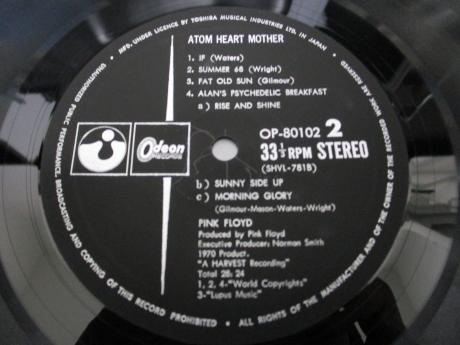 MFG. UNDER LICENCE BY TOSHIBA MUSICAL INDUSTRIES LTD. IN JAPAN •
ATOM HEART MOTHER
1. IF (Waters)
2. SUMMER 68 (Wright)
3. FAT OLD SUN (Gilmour)
4. ALAN'S PSYCHEDELIC BREAKFAST
a) RISE AND SHINE
OP-80102 2
Odeon
RECORDS
33⅓ RPM STEREO
(SHVL-781B)
b) SUNNY SIDE UP
c) MORNING GLORY
(Gilmour-Mason-Waters-Wright)
PINK FLOYD
Produced by Pink Floyd
Executive Producer: Norman Smith
1970 Product.
"A HARVEST Recording"
Total 28: 24
1, 2, 4-"World Copyrights"
3-"Lupus Music"
UNAUTHORIZED PUBLIC PERFORMANCE, BROADCASTING AND COPYING OF THIS RECORD PROHIBITED • ALL RIGHTS OF THE MANUFACTURER AND OF THE OWNER OF THE RECORDED WORK ARE RESERVED